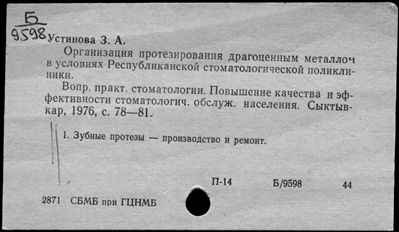 Б
9598
Устинова З. А.
Организация протезирования драгоценным металлом
в условиях Республиканской стоматологической поликли-
ники.
Вопр. практ. стоматологии. Повышение качества и эф-
фективности стоматологич. обслуж. населения. Сыктыв-
кар, 1976, с. 78—81.
1. Зубные протезы — производство и ремонт.
П-14 Б/9598 44
2871 СБМБ при ГЦНМБ